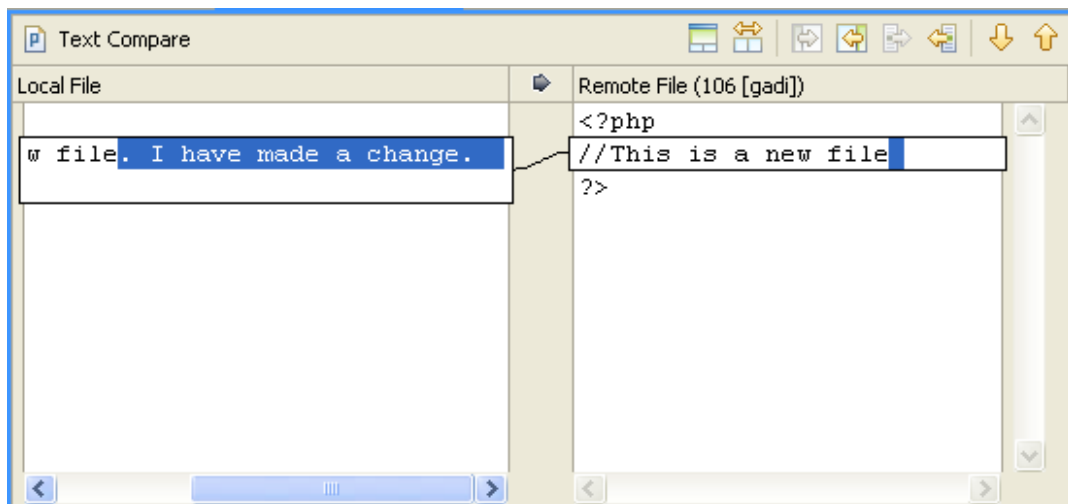 Text Compare
Local File
Remote File (106 [gadi])
w file. I have made a change.
<?php
//This is a new file
?>